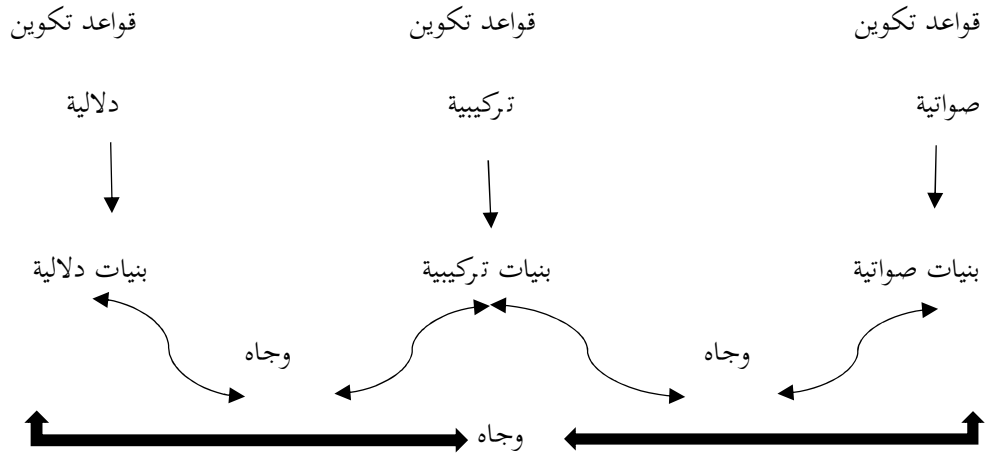 قواعد تكوين قواعد تكوين قواعد تكوين
صواتية تركيبية دلالية
بنيات صواتية بنيات تركيبية بنيات دلالية
وجاه وجاه
وجاه